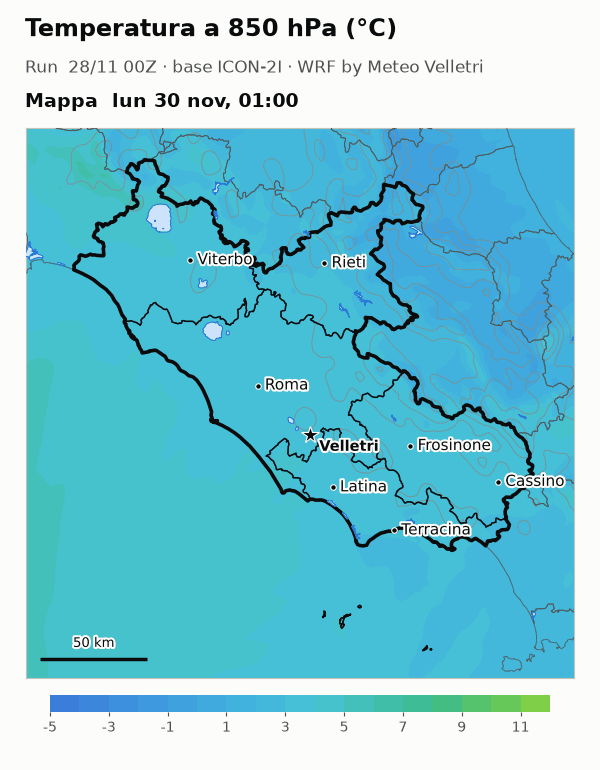 Temperatura a 850 hPa (°C)
Run  28/11 00Z · base ICON-2I · WRF by Meteo Velletri
Mappa  lun 30 nov, 01:00
Viterbo
Rieti
Roma
Velletri
Frosinone
Cassino
Latina
Terracina
50 km
-5 -3 -1 1 3 5 7 9 11